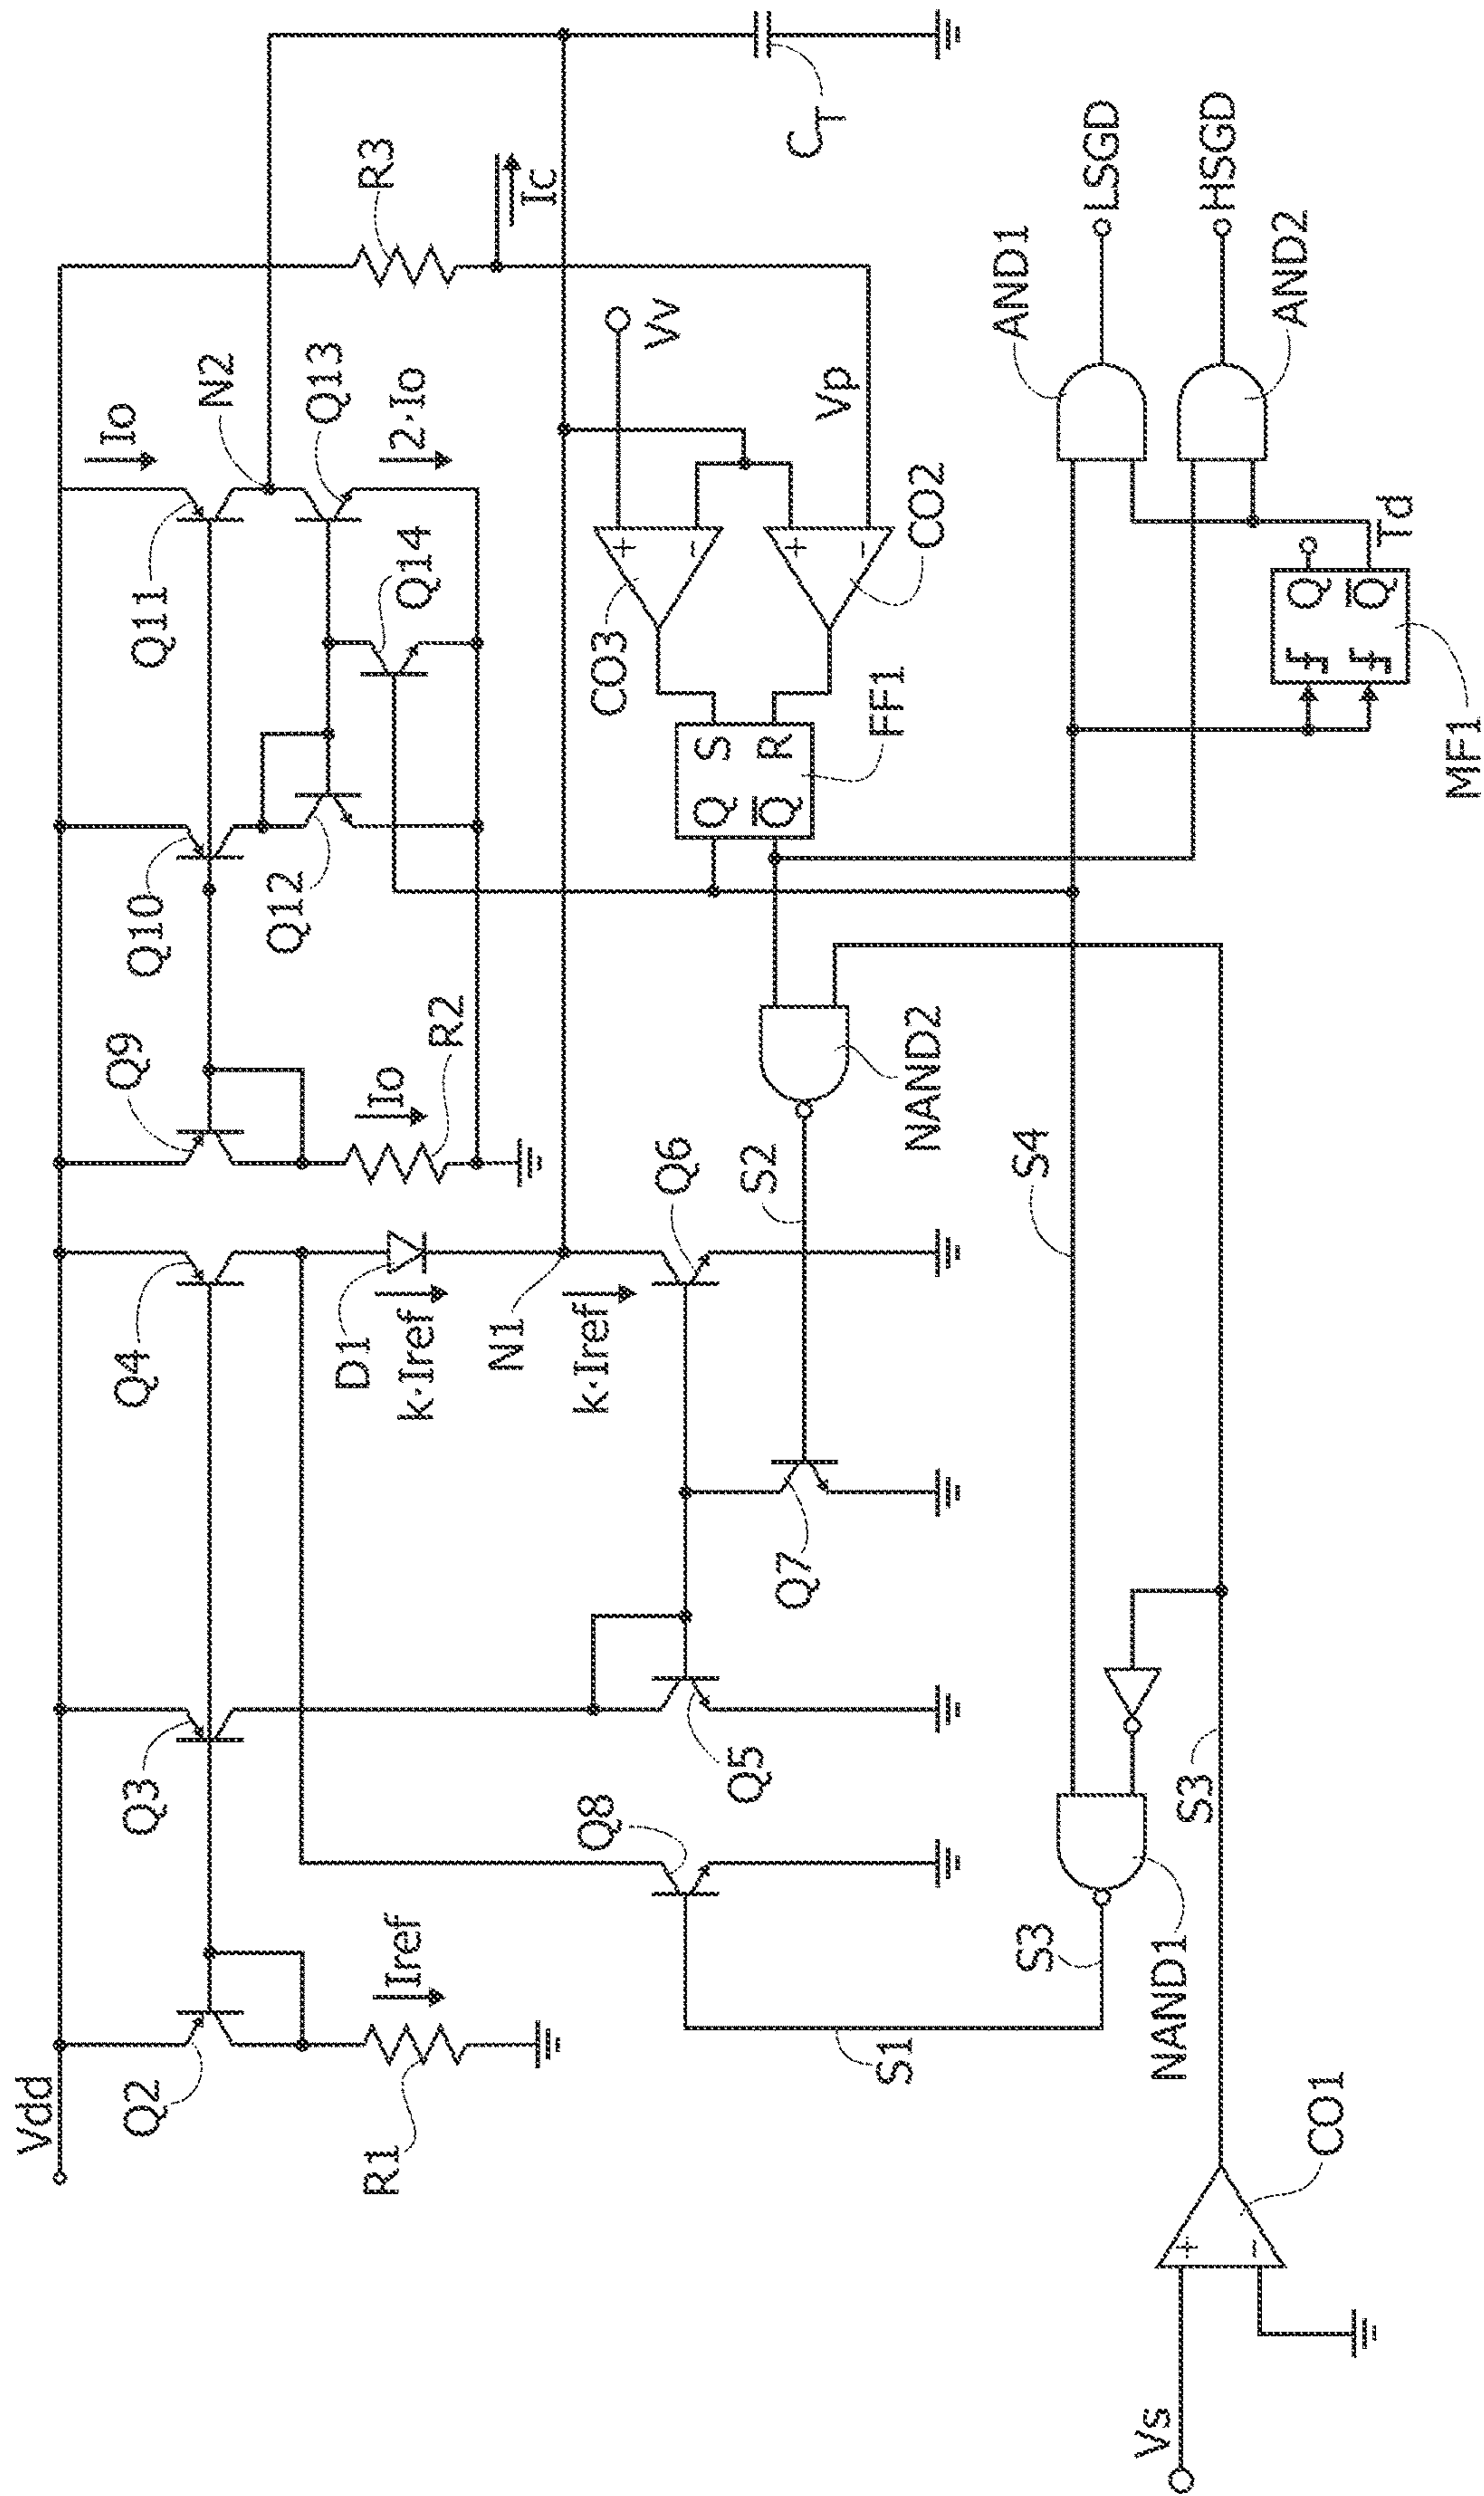 Vdd
Q2
R1
Iref
Q3
Q4
Q9
Q10
Q11
Io
N2
Q13
2·Io
Q14
Q12
R2
Io
R3
Ic
CT
D1
k·Iref
N1
k·Iref
Q6
Q7
Q5
Q8
S1
S2
NAND2
FF1
S
R
Q
Q̅
CO3
+
-
CO2
+
-
Vv
Vp
AND1
LSGD
AND2
HSGD
Td
Q
Q̅
MF1
S4
S3
NAND1
S3
CO1
+
-
Vs